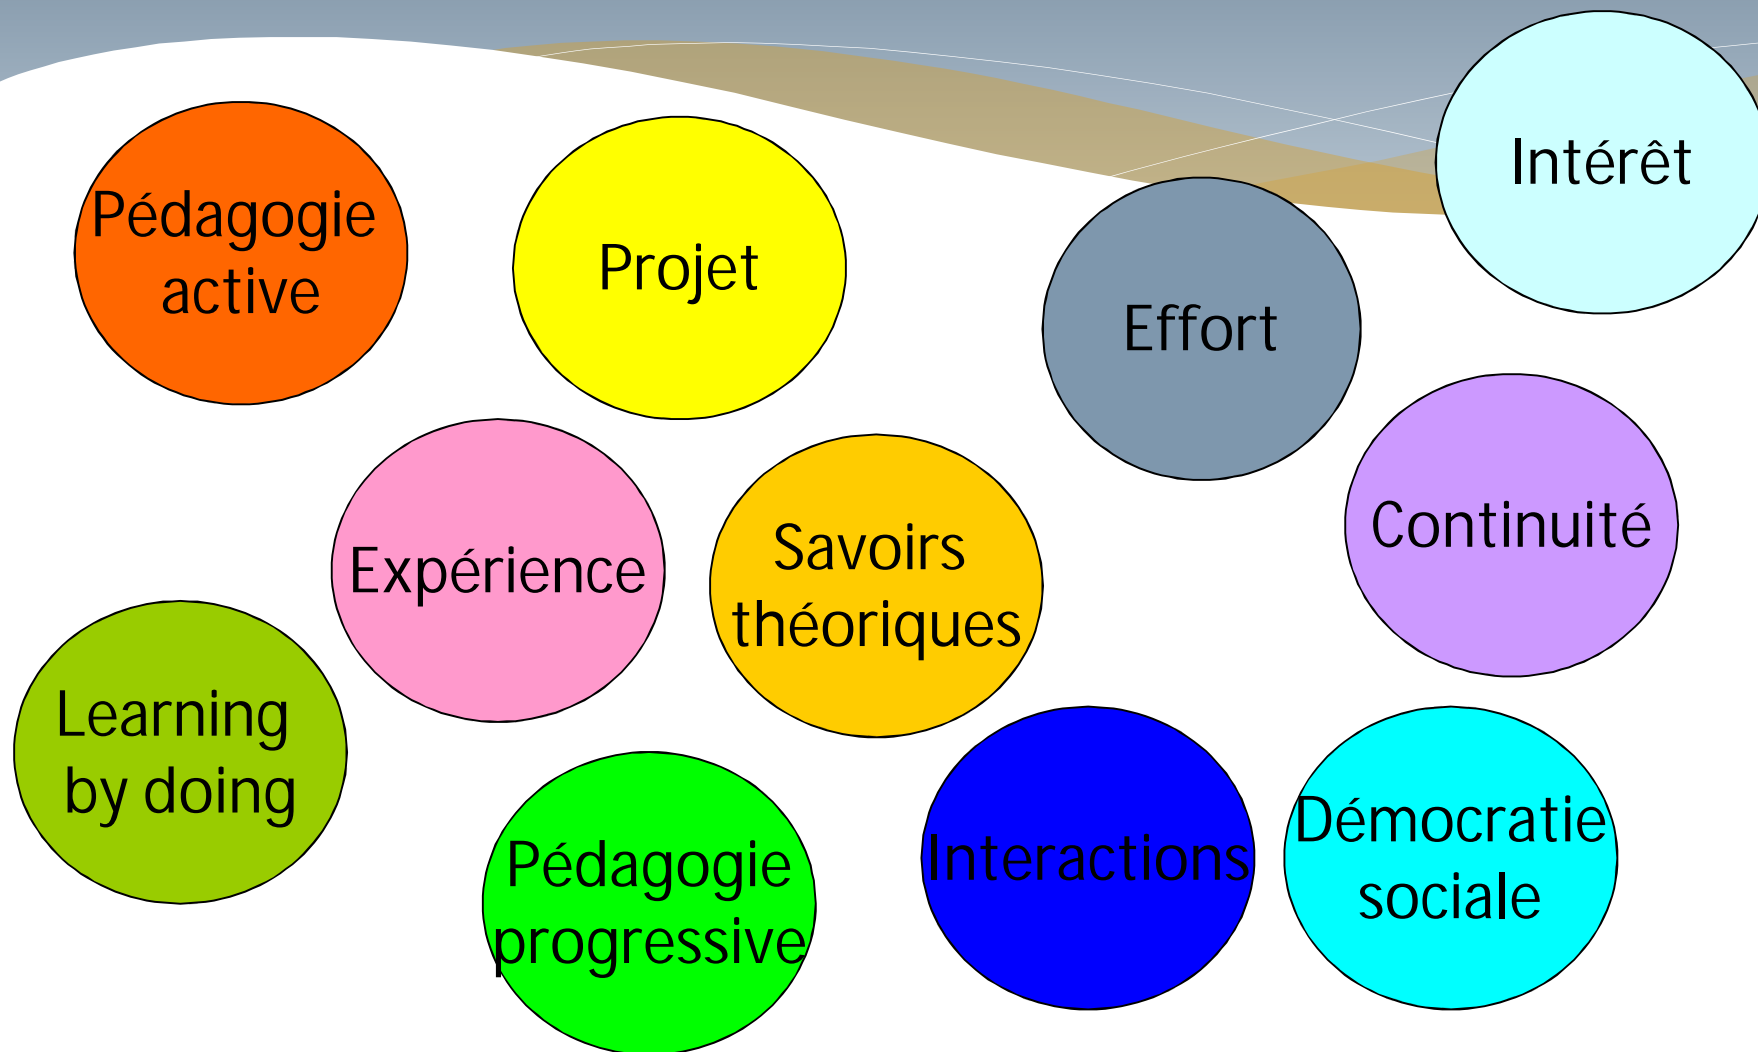 Pédagogie
active
Projet
Effort
Intérêt
Expérience
Savoirs
théoriques
Continuité
Learning
by doing
Pédagogie
progressive
Interactions
Démocratie
sociale